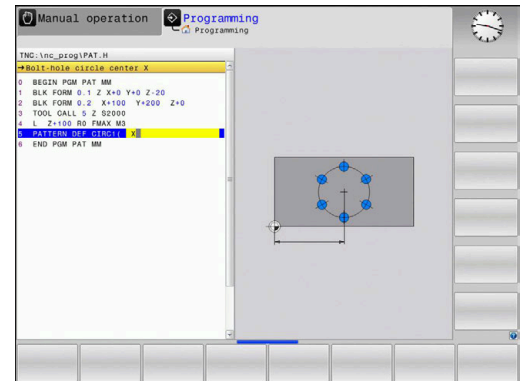 Manual operation
Programming
Programming
TNC:\nc_prog\PAT.H
→Bolt-hole circle center X
0 BEGIN PGM PAT MM
1 BLK FORM 0.1 Z X+0 Y+0 Z-20
2 BLK FORM 0.2 X+100 Y+200 Z+0
3 TOOL CALL 5 Z S2000
4 L Z+100 R0 FMAX M3
5 PATTERN DEF CIRC1( X
6 END PGM PAT MM